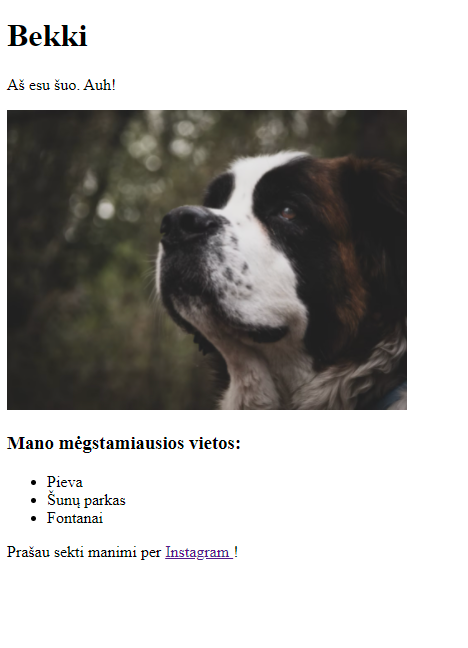 Bekki
Aš esu šuo. Auh!
Mano mėgstamiausios vietos:
Pieva
Šunų parkas
Fontanai
Prašau sekti manimi per Instagram !